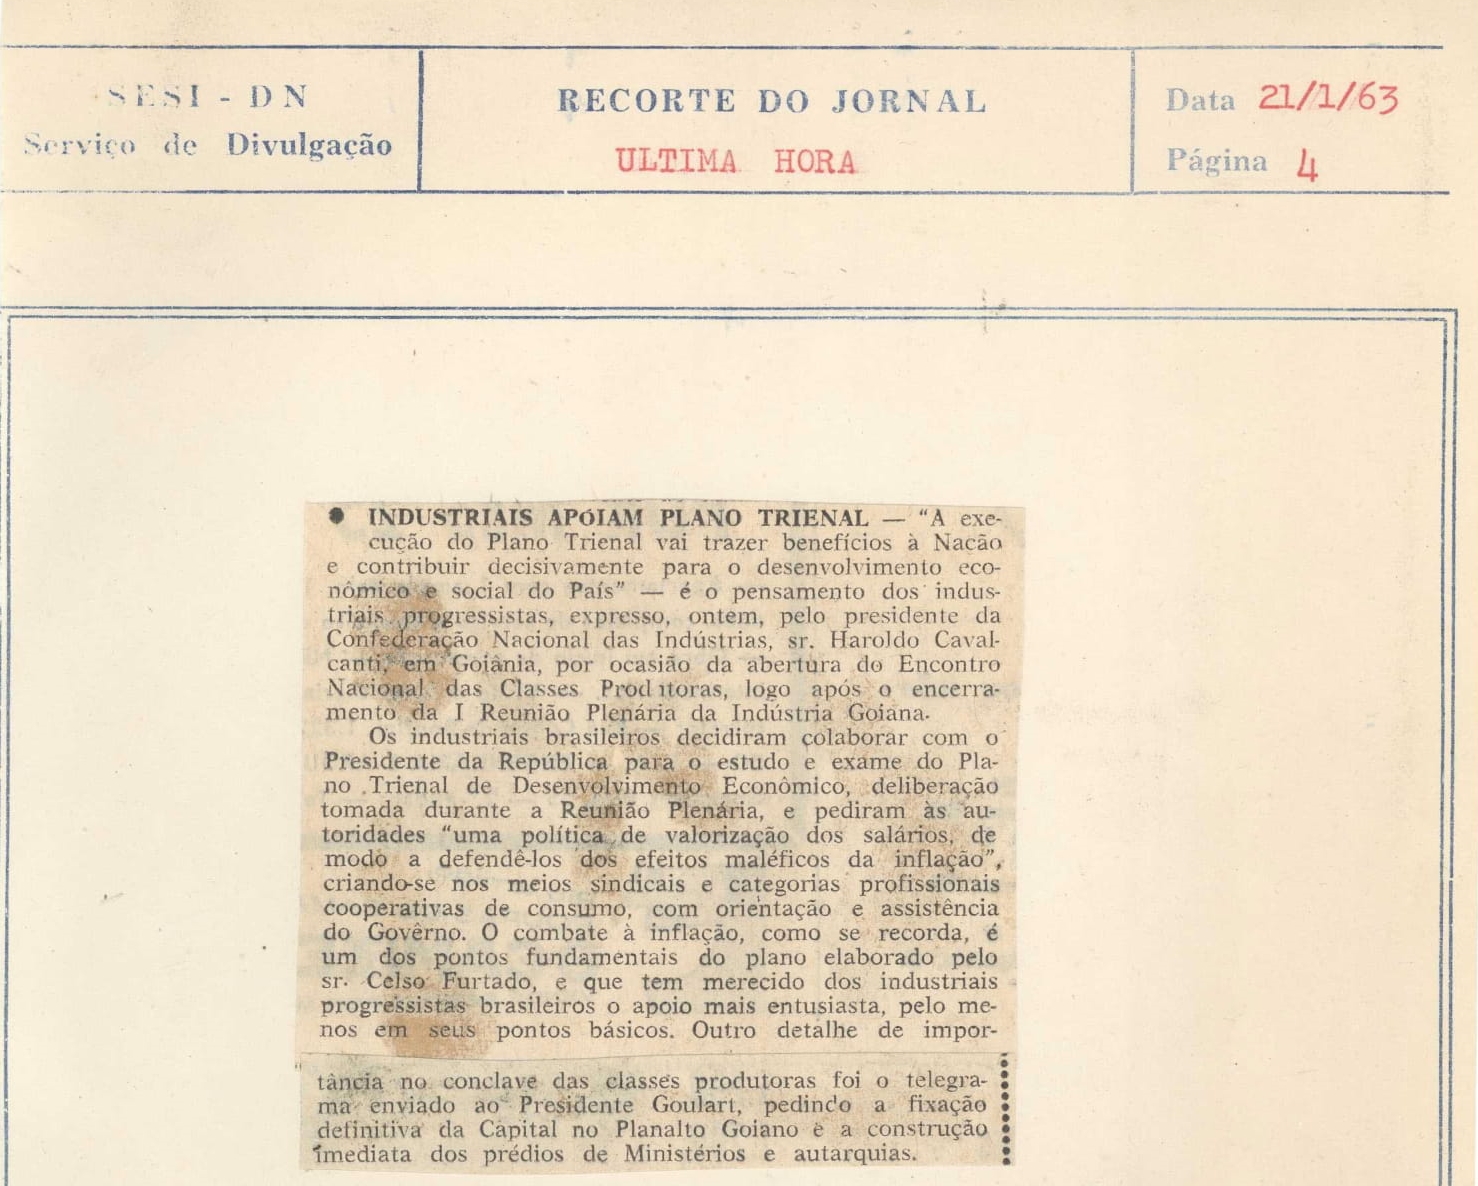 SESI - DN
Serviço de Divulgação
RECORTE DO JORNAL
ULTIMA HORA
Data 21/1/63
Página 4
● INDUSTRIAIS APOIAM PLANO TRIENAL — "A exe-
cução do Plano Trienal vai trazer benefícios à Nação
e contribuir decisivamente para o desenvolvimento eco-
nômico e social do País" — é o pensamento dos indus-
triais progressistas, expresso, ontem, pelo presidente da
Confederação Nacional das Indústrias, sr. Haroldo Caval-
canti, em Goiânia, por ocasião da abertura do Encontro
Nacional das Classes Produtoras, logo após o encerra-
mento da I Reunião Plenária da Indústria Goiana.
Os industriais brasileiros decidiram colaborar com o
Presidente da República para o estudo e exame do Pla-
no Trienal de Desenvolvimento Econômico, deliberação
tomada durante a Reunião Plenária, e pediram às au-
toridades "uma política de valorização dos salários, de
modo a defendê-los dos efeitos maléficos da inflação",
criando-se nos meios sindicais e categorias profissionais
cooperativas de consumo, com orientação e assistência
do Govêrno. O combate à inflação, como se recorda, é
um dos pontos fundamentais do plano elaborado pelo
sr. Celso Furtado, e que tem merecido dos industriais
progressistas brasileiros o apoio mais entusiasta, pelo me-
nos em seus pontos básicos. Outro detalhe de impor-
tância no conclave das classes produtoras foi o telegra-
ma enviado ao Presidente Goulart, pedindo a fixação
definitiva da Capital no Planalto Goiano e a construção
imediata dos prédios de Ministérios e autarquias.